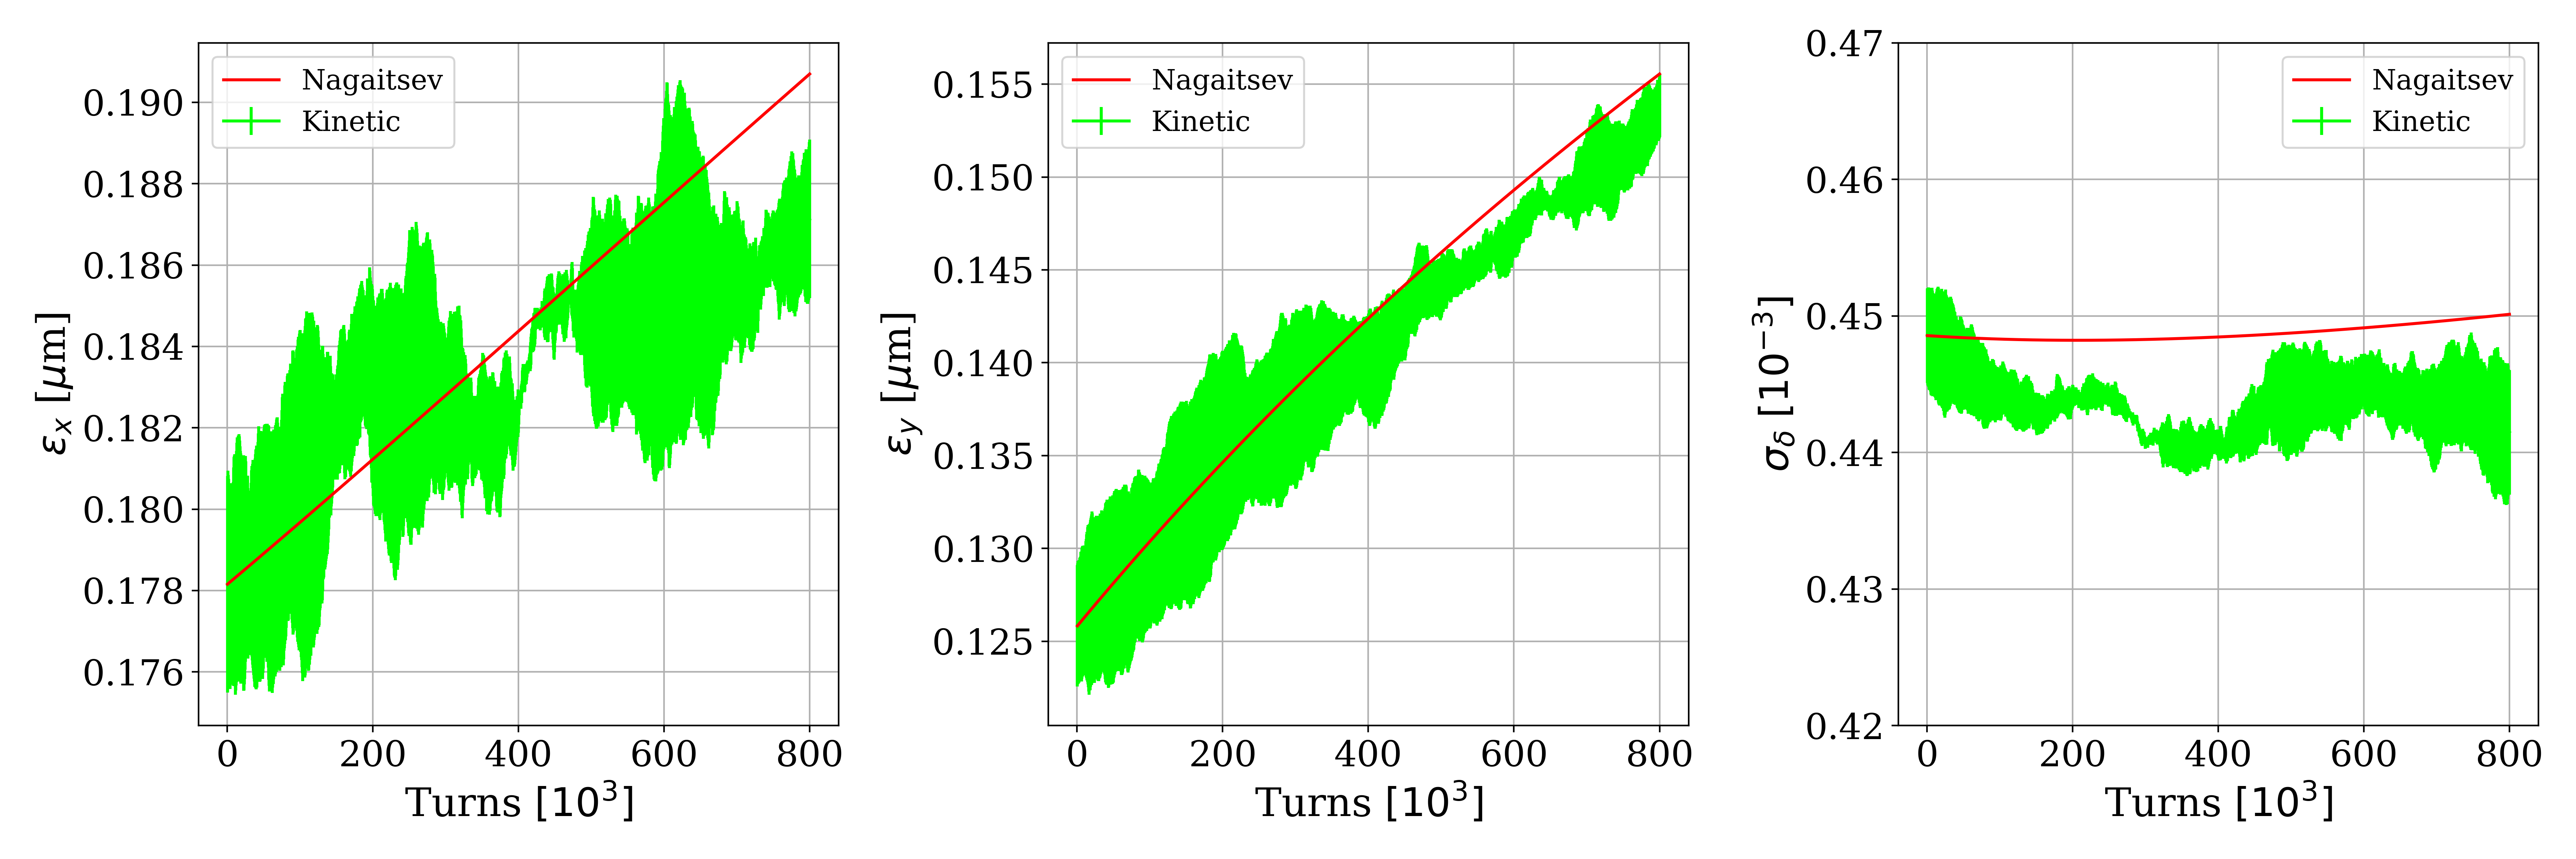 Nagaitsev
Kinetic
0.190
0.188
0.186
0.184
0.182
0.180
0.178
0.176
εx [μm]
0 200 400 600 800
Turns [10³]
Nagaitsev
Kinetic
0.155
0.150
0.145
0.140
0.135
0.130
0.125
εy [μm]
0 200 400 600 800
Turns [10³]
Nagaitsev
Kinetic
0.47
0.46
0.45
0.44
0.43
0.42
σδ [10⁻³]
0 200 400 600 800
Turns [10³]